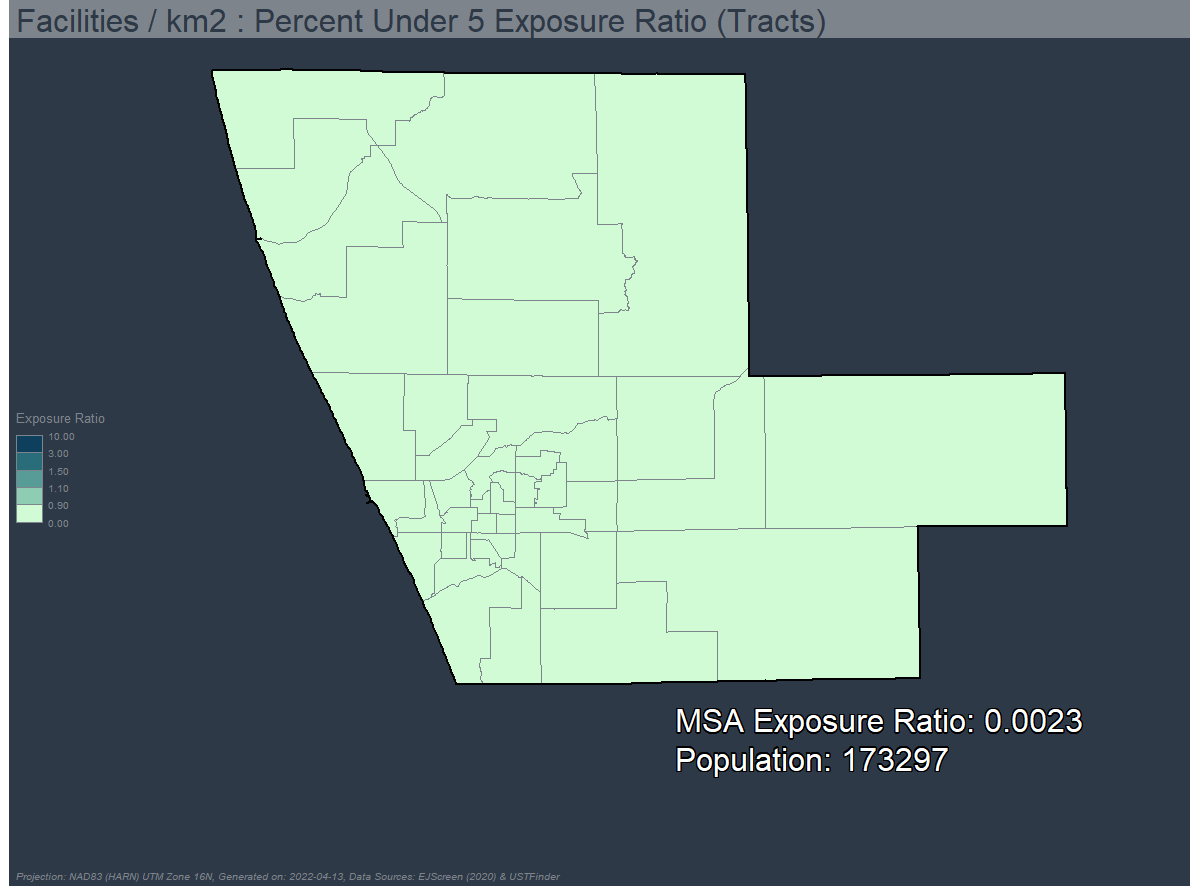 Facilities / km2 : Percent Under 5 Exposure Ratio (Tracts)
Exposure Ratio
10.00
3.00
1.50
1.10
0.90
0.00
MSA Exposure Ratio: 0.0023
Population: 173297
Projection: NAD83 (HARN) UTM Zone 16N, Generated on: 2022-04-13, Data Sources: EJScreen (2020) & USTFinder